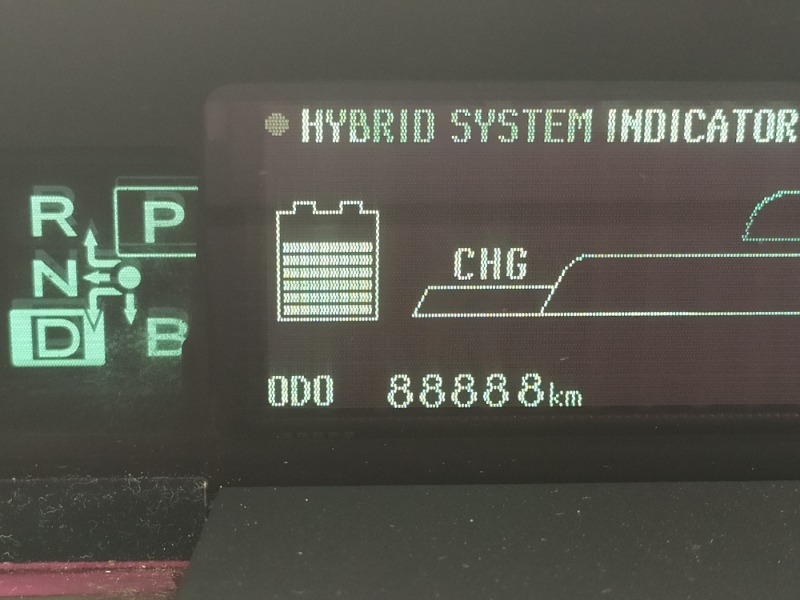 HYBRID SYSTEM INDICATOR
R P
N
D B
CHG
ODO 88888km